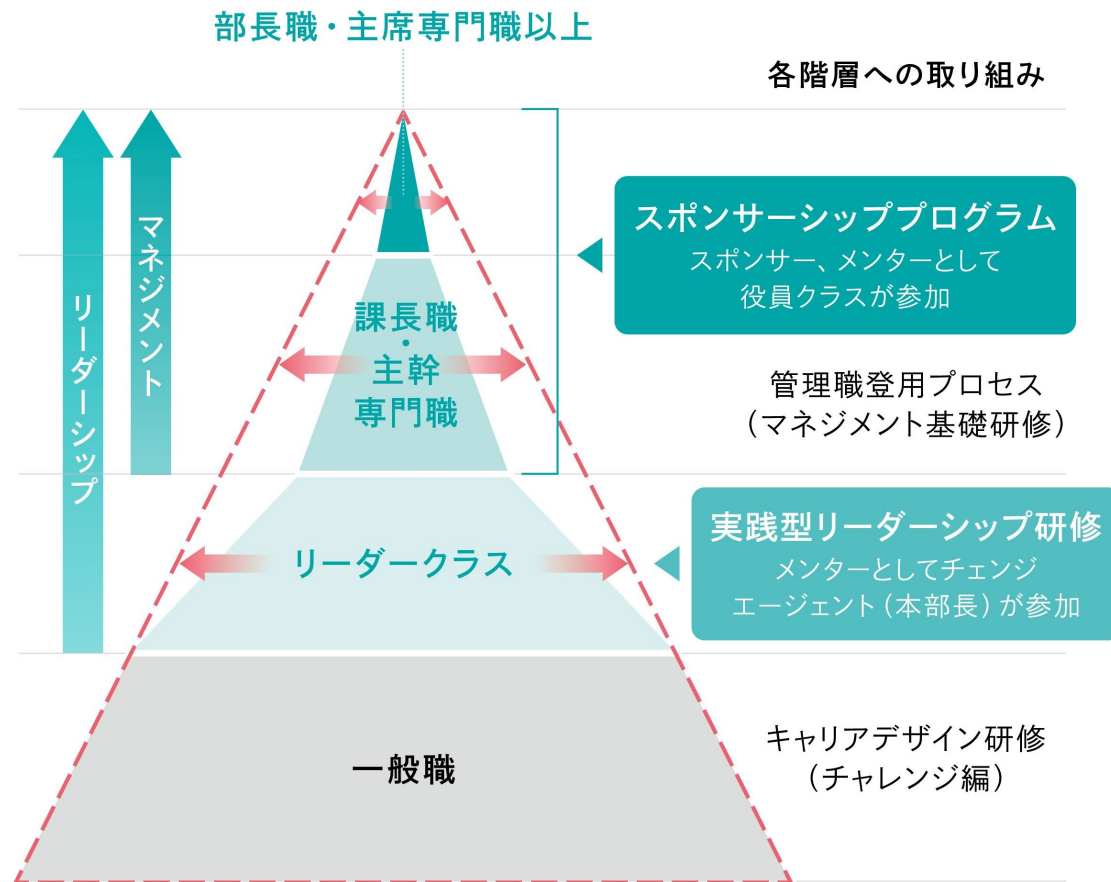 部長職・主席専門職以上
各階層への取り組み
リーダーシップ
マネジメント
スポンサーシッププログラム
スポンサー、メンターとして
役員クラスが参加
課長職
・
主幹
専門職
管理職登用プロセス
（マネジメント基礎研修）
リーダークラス
実践型リーダーシップ研修
メンターとしてチェンジ
エージェント（本部長）が参加
一般職
キャリアデザイン研修
（チャレンジ編）